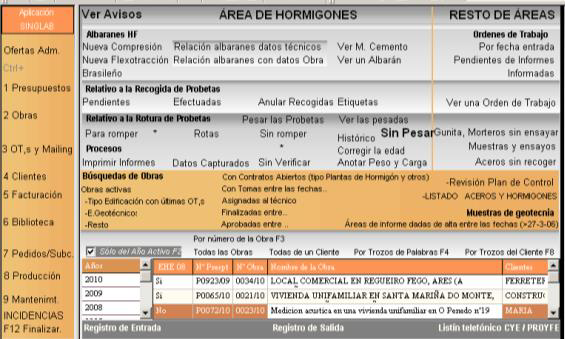 Aplicación
SINGLAB
Ofertas Adm.
Ctrl+
1 Presupuestos
2 Obras
3 OT,s y Mailing
4 Clientes
5 Facturación
6 Biblioteca
7 Pedidos/Subc.
8 Producción
9 Mantenimt.
INCIDENCIAS
F12 Finalizar.
Ver Avisos ÁREA DE HORMIGONES RESTO DE ÁREAS
Albaranes HF Ordenes de Trabajo
Nueva Compresión Relación albaranes datos técnicos Ver M. Cemento Por fecha entrada
Nueva Flexotracción Relación albaranes con datos Obra Ver un Albarán Pendientes de Informes
Brasileño Informadas
Relativo a la Recogida de Probetas
Pendientes Efectuadas Anular Recogidas Etiquetas Ver una Orden de Trabajo
Relativo a la Rotura de Probetas Pesar las Probetas Ver las pesadas
Para romper * Rotas Sin romper Histórico Sin Pesar Gunita, Morteros sin ensayar
Procesos * Corregir la edad Muestras y ensayos
Imprimir Informes Datos Capturados Sin Verificar Anotar Peso y Carga Aceros sin recoger
Búsquedas de Obras Con Contratos Abiertos (tipo Plantas de Hormigón y otros) -Revisión Plan de Control
Obras activas Con Tomas entre las fechas... -LISTADO ACEROS Y HORMIGONES
-Tipo Edificación con últimas OT,s Asignadas al técnico
-E.Geotécnico: Finalizadas entre... Muestras de geotecnia
-Resto Aprobadas entre ... Áreas de informe dadas de alta entre las fechas (>27-3-06)
Por número de la Obra F3
Sólo del Año Activo F2 Todas las Obras Todas de un Cliente Por Trozos de Palabras F4 Por Trozos del Cliente F8
Años EHE 08 Nº Prespt Nº Obra Nombre de la Obra Clientes
2010 Si P0923/09 0034/10 LOCAL COMERCIAL EN REGUEIRO FEGO, ARES (A FERRETE
2009 Si P0065/10 0021/10 VIVIENDA UNIFAMILIAR EN SANTA MARIÑA DO MONTE, CONSTRU
2008 No P0072/10 0023/10 Medicion acustica en una vivienda unifamiliar en O Penedo nº19 MARIA
Registro de Entrada Registro de Salida Listín telefónico CYE / PROYFE